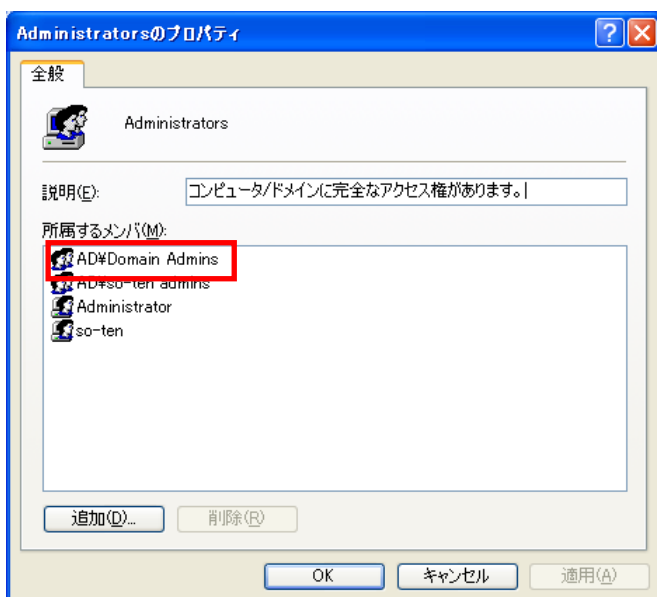 Administratorsのプロパティ
全般
Administrators
説明(E):
コンピュータ/ドメインに完全なアクセス権があります。
所属するメンバ(M):
AD¥Domain Admins
AD¥so-ten admins
Administrator
so-ten
追加(D)...
削除(R)
OK
キャンセル
適用(A)